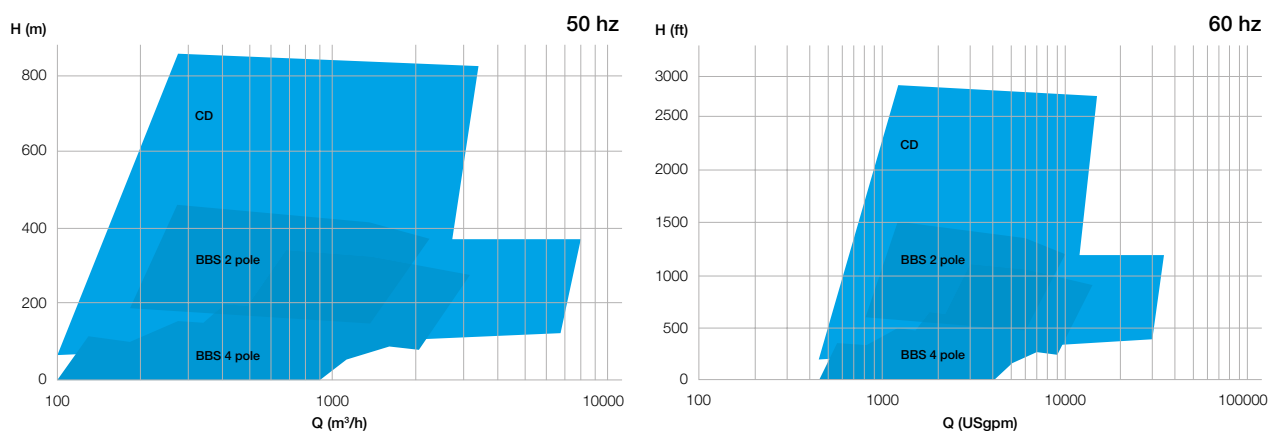 H (m)
50 hz
800
600
400
200
0
CD
BBS 2 pole
BBS 4 pole
100
1000
10000
Q (m³/h)
H (ft)
60 hz
3000
2500
2000
1500
1000
500
0
CD
BBS 2 pole
BBS 4 pole
100
1000
10000
100000
Q (USgpm)